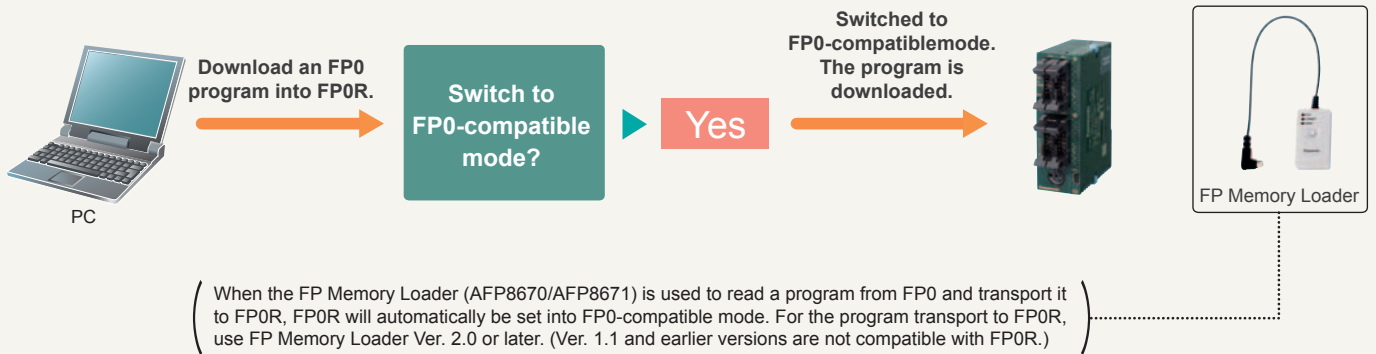 Download an FP0
program into FP0R.
Switch to
FP0-compatible
mode?
Yes
Switched to
FP0-compatiblemode.
The program is
downloaded.
PC
FP Memory Loader
When the FP Memory Loader (AFP8670/AFP8671) is used to read a program from FP0 and transport it
to FP0R, FP0R will automatically be set into FP0-compatible mode. For the program transport to FP0R,
use FP Memory Loader Ver. 2.0 or later. (Ver. 1.1 and earlier versions are not compatible with FP0R.)